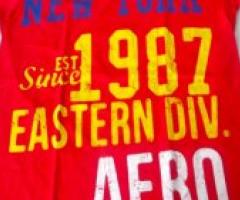 NEW YORK
EST
Since 1987
EASTERN DIV.
AERO